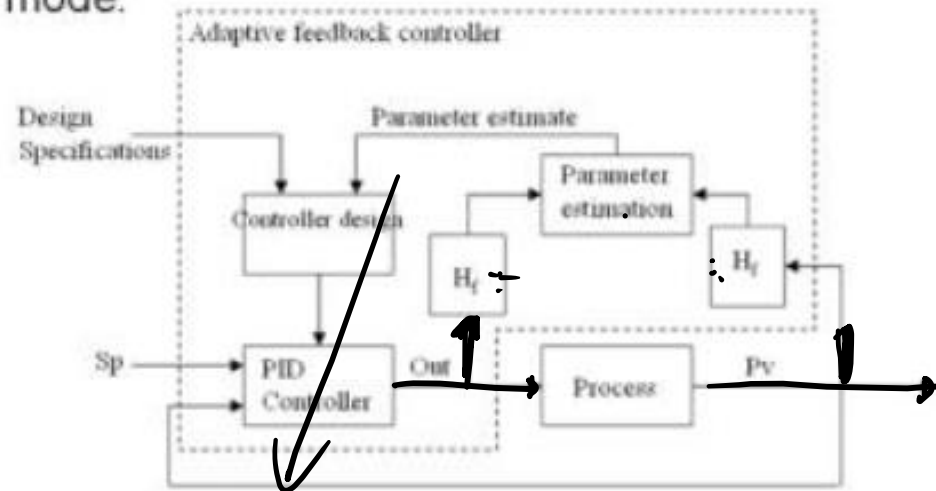 mode.
Adaptive feedback controller
Design
Specifications
Parameter estimate
Parameter
estimation
Controller design
Hf
Hf
Sp
PID
Controller
Out
Process
Pv